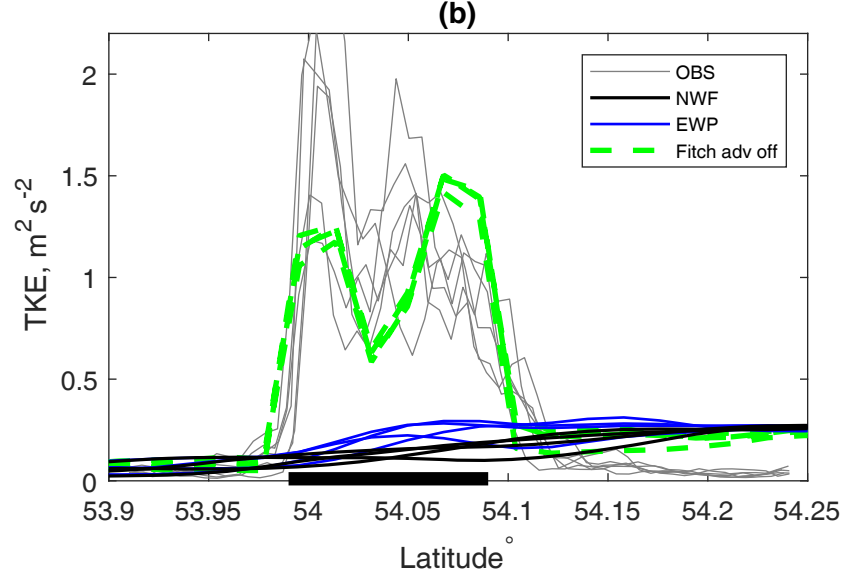 (b)
TKE, m² s⁻²
2
1.5
1
0.5
0
53.9 53.95 54 54.05 54.1 54.15 54.2 54.25
Latitude°
OBS
NWF
EWP
Fitch adv off